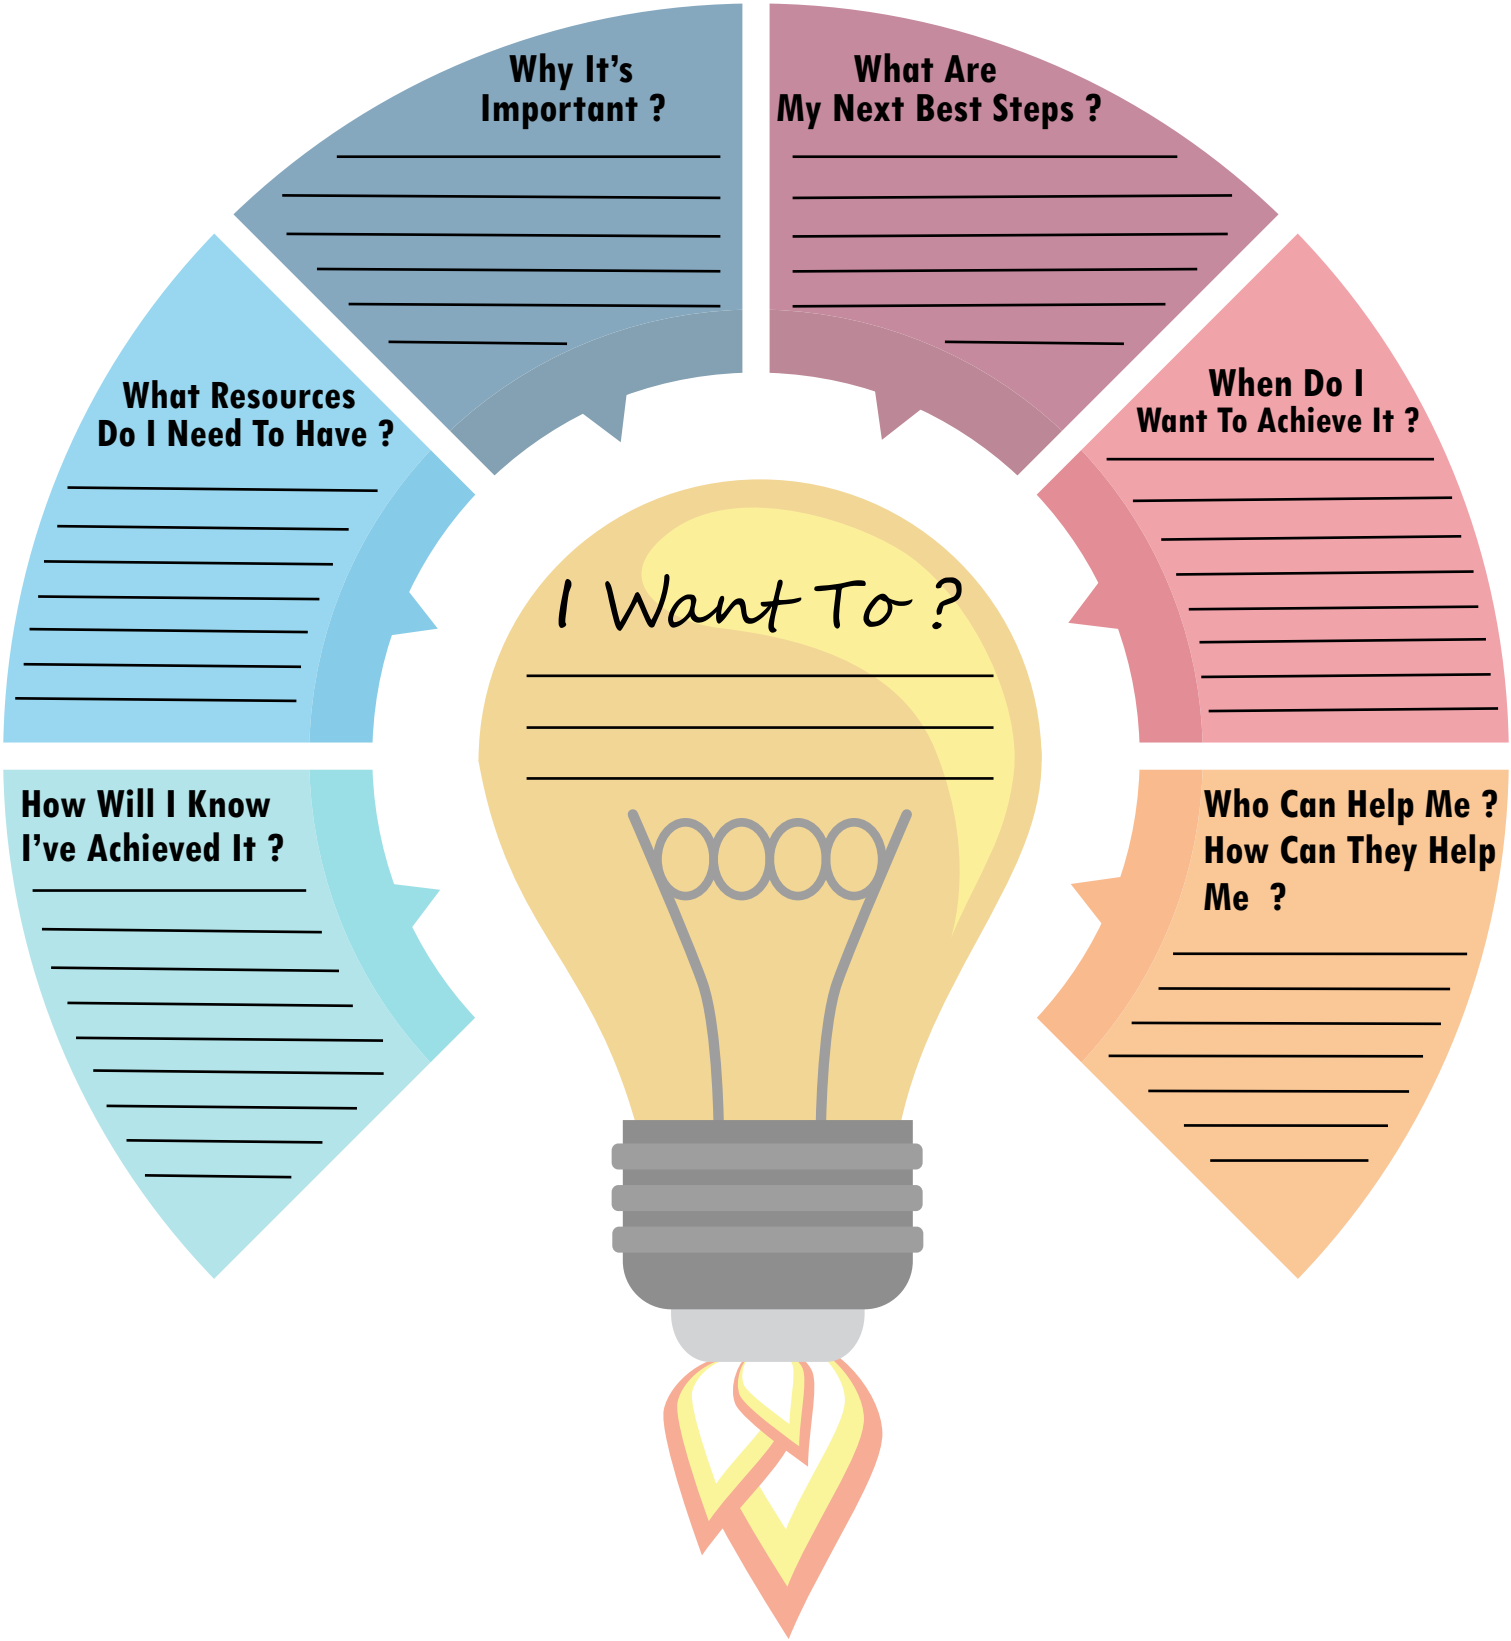 Why It's
Important ?
What Are
My Next Best Steps ?
What Resources
Do I Need To Have ?
When Do I
Want To Achieve It ?
I Want To ?
How Will I Know
I've Achieved It ?
Who Can Help Me ?
How Can They Help
Me ?